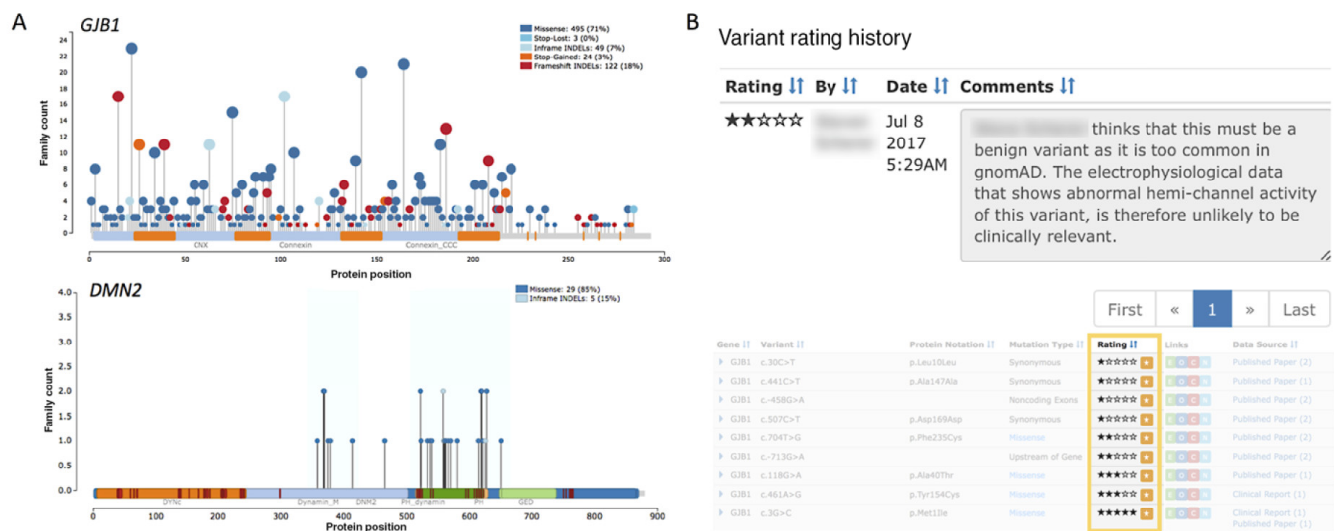 A
GJB1
Missense: 495 (71%)
Stop-Lost: 3 (0%)
Inframe INDELs: 49 (7%)
Stop-Gained: 24 (3%)
Frameshift INDELs: 122 (18%)
Family count
24
22
20
18
16
14
12
10
8
6
4
2
0
CNX
Connexin
Connexin_CCC
0
50
100
150
200
250
300
Protein position
DMN2
Missense: 29 (85%)
Inframe INDELs: 5 (15%)
Family count
4.0
3.5
3.0
2.5
2.0
1.5
1.0
0.5
0.0
DYNc
Dynamin_M
DNM2
PH_dynamin
PH
GED
0
100
200
300
400
500
600
700
800
900
Protein position
B
Variant rating history
Rating By Date Comments
★★☆☆☆ Jul 8
2017
5:29AM
thinks that this must be a
benign variant as it is too common in
gnomAD. The electrophysiological data
that shows abnormal hemi-channel activity
of this variant, is therefore unlikely to be
clinically relevant.
First « 1 » Last
Gene Variant Protein Notation Mutation Type Rating Links Data Source
GJB1 c.30C>T p.Leu10Leu Synonymous ★☆☆☆☆ E O C N Published Paper (2)
GJB1 c.441C>T p.Ala147Ala Synonymous ★☆☆☆☆ E O C N Published Paper (1)
GJB1 c.-458G>A Noncoding Exons ★☆☆☆☆ E O C N Published Paper (2)
GJB1 c.507C>T p.Asp169Asp Synonymous ★☆☆☆☆ E O C N Published Paper (2)
GJB1 c.704T>G p.Phe235Cys Missense ★★☆☆☆ E O C N Published Paper (2)
GJB1 c.-713G>A Upstream of Gene ★★☆☆☆ E O C N Published Paper (2)
GJB1 c.118G>A p.Ala40Thr Missense ★★★☆☆ E O C N Published Paper (2)
GJB1 c.461A>G p.Tyr154Cys Missense ★★★☆☆ E O C N Clinical Report (1)
GJB1 c.3G>C p.Met1Ile Missense ★★★★★ E O C N Clinical Report (1)
Published Paper (1)